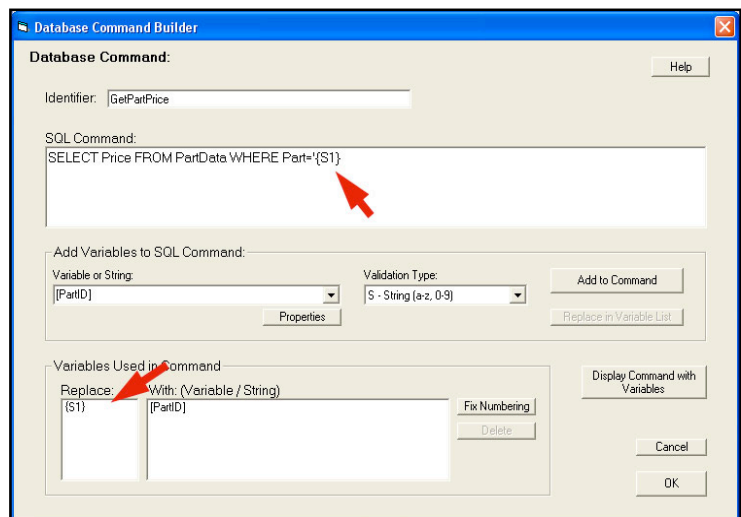 Database Command Builder
Database Command:
Help
Identifier: GetPartPrice
SQL Command:
SELECT Price FROM PartData WHERE Part='{S1}
Add Variables to SQL Command:
Variable or String:
Validation Type:
[PartID]
S - String (a-z, 0-9)
Add to Command
Properties
Replace in Variable List
Variables Used in Command
Replace: With: (Variable / String)
{S1} [PartID]
Fix Numbering
Delete
Display Command with
Variables
Cancel
OK